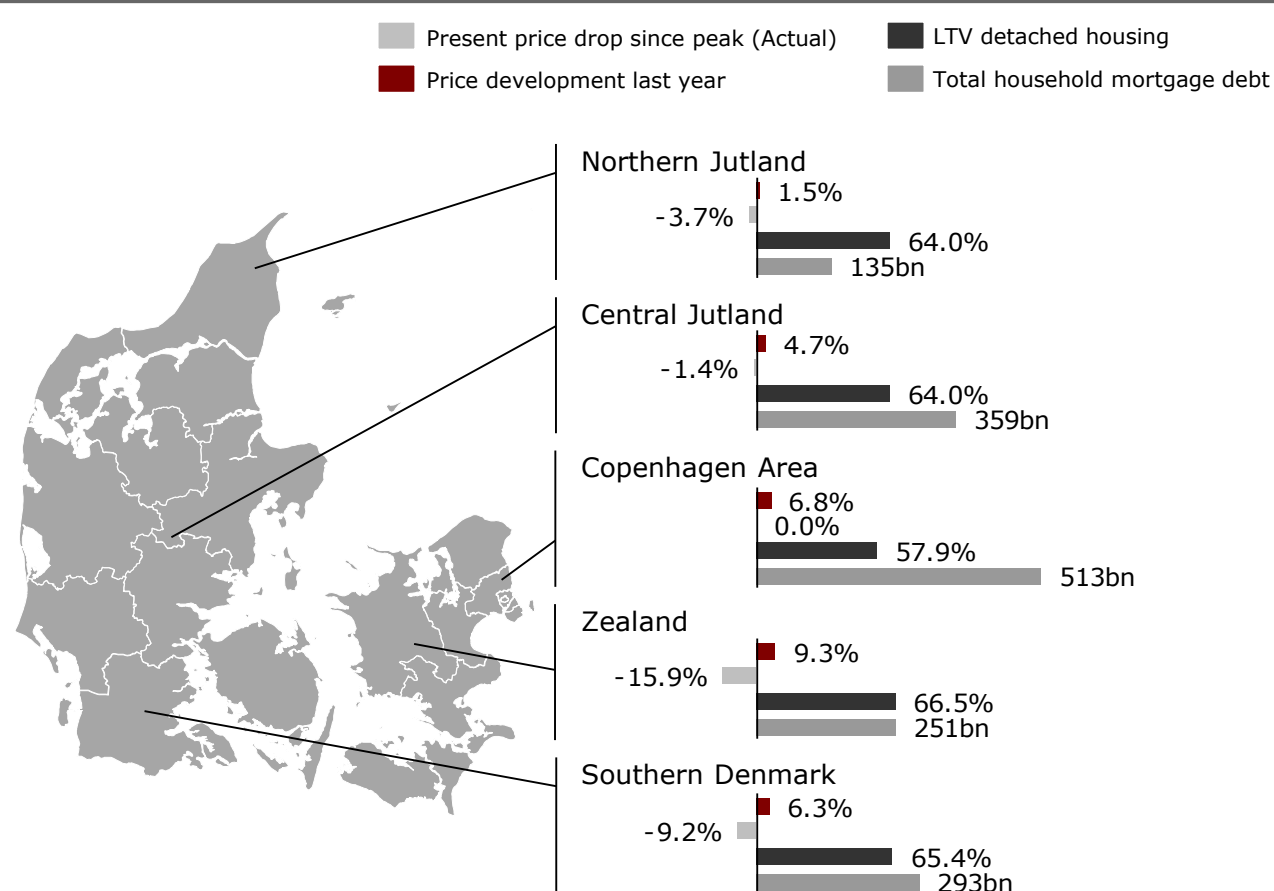 Present price drop since peak (Actual)
LTV detached housing
Price development last year
Total household mortgage debt
Northern Jutland
1.5%
-3.7%
64.0%
135bn
Central Jutland
4.7%
-1.4%
64.0%
359bn
Copenhagen Area
6.8%
0.0%
57.9%
513bn
Zealand
9.3%
-15.9%
66.5%
251bn
Southern Denmark
6.3%
-9.2%
65.4%
293bn